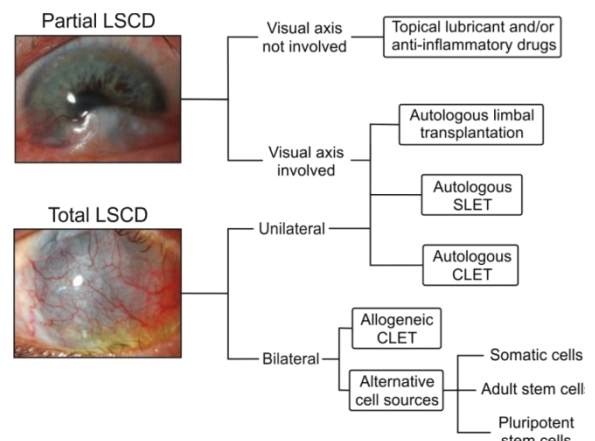 Partial LSCD
Visual axis
not involved
Topical lubricant and/or
anti-inflammatory drugs
Autologous limbal
transplantation
Visual axis
involved
Autologous
SLET
Total LSCD
Unilateral
Autologous
CLET
Allogeneic
CLET
Bilateral
Alternative
cell sources
Somatic cells
Adult stem cell
Pluripotent
stem cells